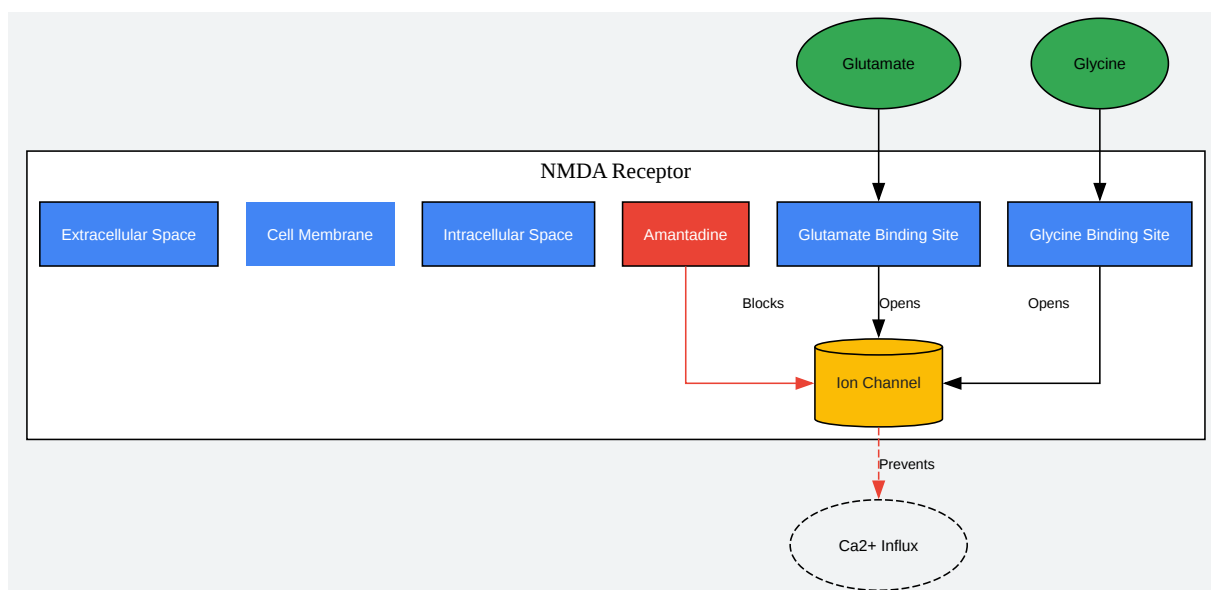 Glutamate
Glycine
NMDA Receptor
Extracellular Space
Cell Membrane
Intracellular Space
Amantadine
Glutamate Binding Site
Glycine Binding Site
Blocks
Opens
Opens
Ion Channel
Prevents
Ca2+ Influx